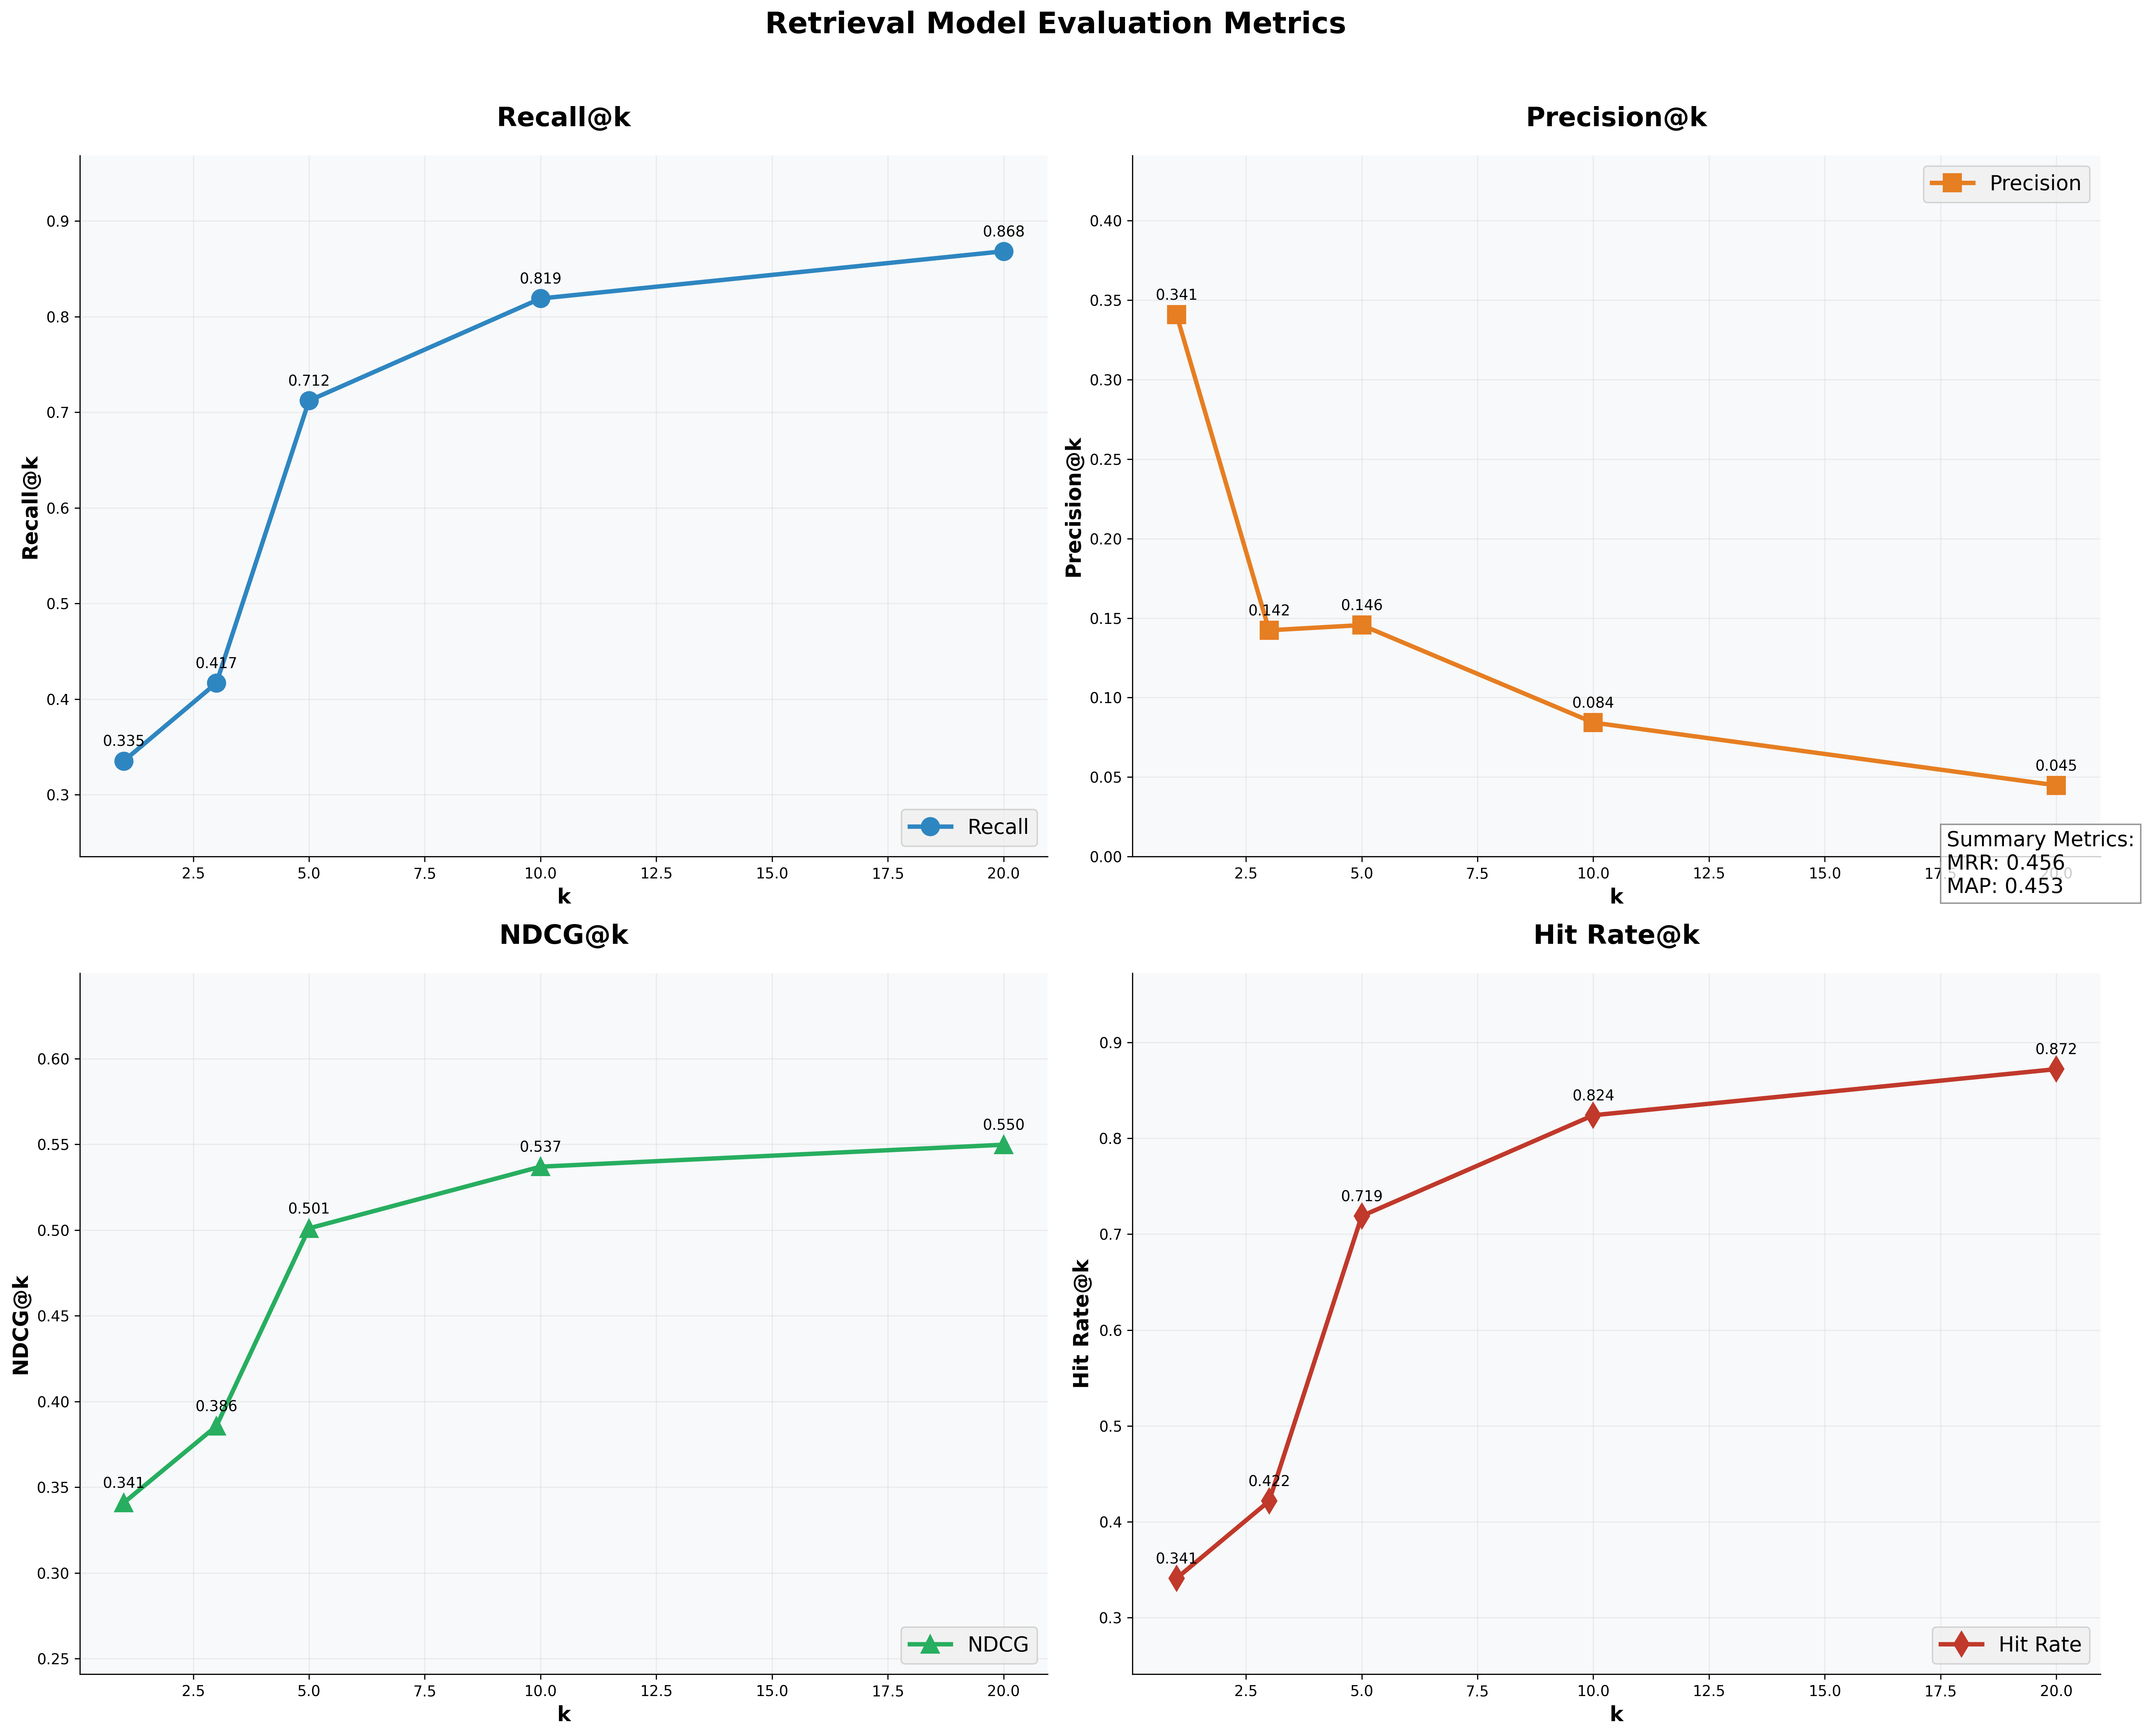 Retrieval Model Evaluation Metrics
Recall@k
Recall@k
0.9
0.8
0.7
0.6
0.5
0.4
0.3
0.335
0.417
0.712
0.819
0.868
Recall
2.5 5.0 7.5 10.0 12.5 15.0 17.5 20.0
k
Precision@k
Precision@k
0.40
0.35
0.30
0.25
0.20
0.15
0.10
0.05
0.00
0.341
0.142
0.146
0.084
0.045
Precision
2.5 5.0 7.5 10.0 12.5 15.0 17.5 20.0
k
Summary Metrics:
MRR: 0.456
MAP: 0.453
NDCG@k
NDCG@k
0.60
0.55
0.50
0.45
0.40
0.35
0.30
0.25
0.341
0.386
0.501
0.537
0.550
NDCG
2.5 5.0 7.5 10.0 12.5 15.0 17.5 20.0
k
Hit Rate@k
Hit Rate@k
0.9
0.8
0.7
0.6
0.5
0.4
0.3
0.341
0.422
0.719
0.824
0.872
Hit Rate
2.5 5.0 7.5 10.0 12.5 15.0 17.5 20.0
k